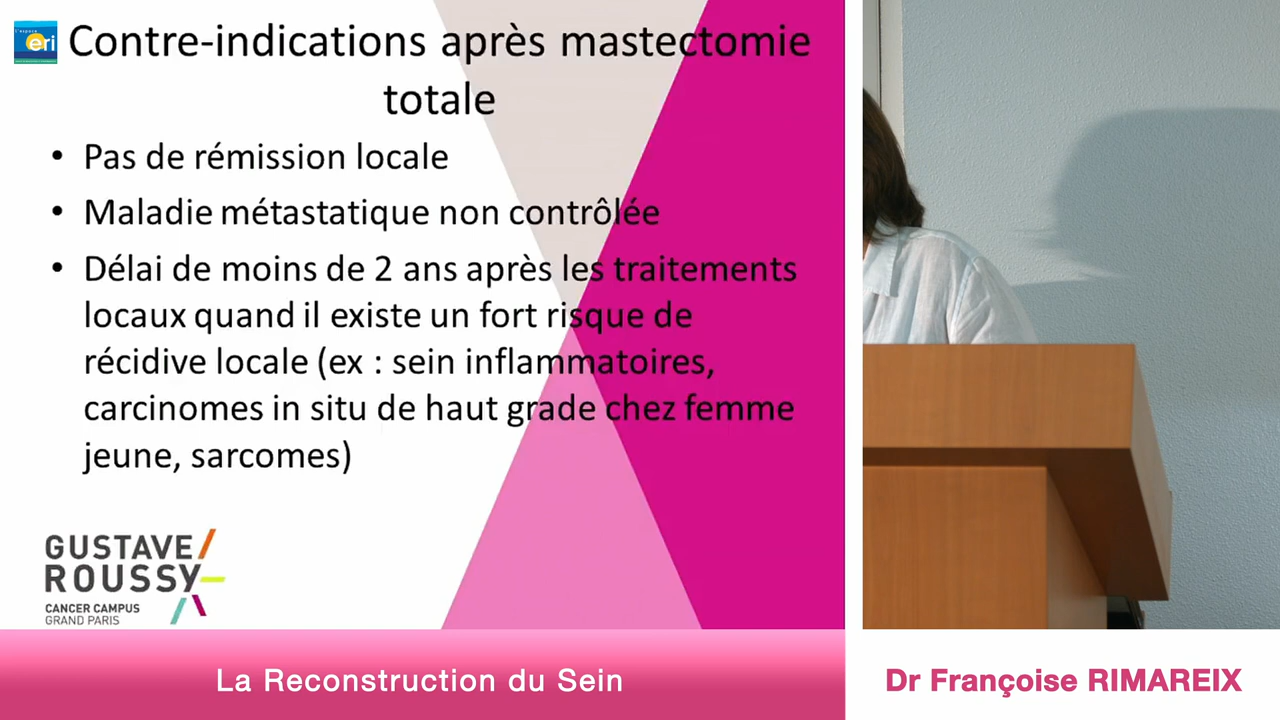 eri
Contre-indications après mastectomie
totale
• Pas de rémission locale
• Maladie métastatique non contrôlée
• Délai de moins de 2 ans après les traitements
locaux quand il existe un fort risque de
récidive locale (ex : sein inflammatoires,
carcinomes in situ de haut grade chez femme
jeune, sarcomes)
GUSTAVE
ROUSSY
CANCER CAMPUS
GRAND PARIS
La Reconstruction du Sein
Dr Françoise RIMAREIX